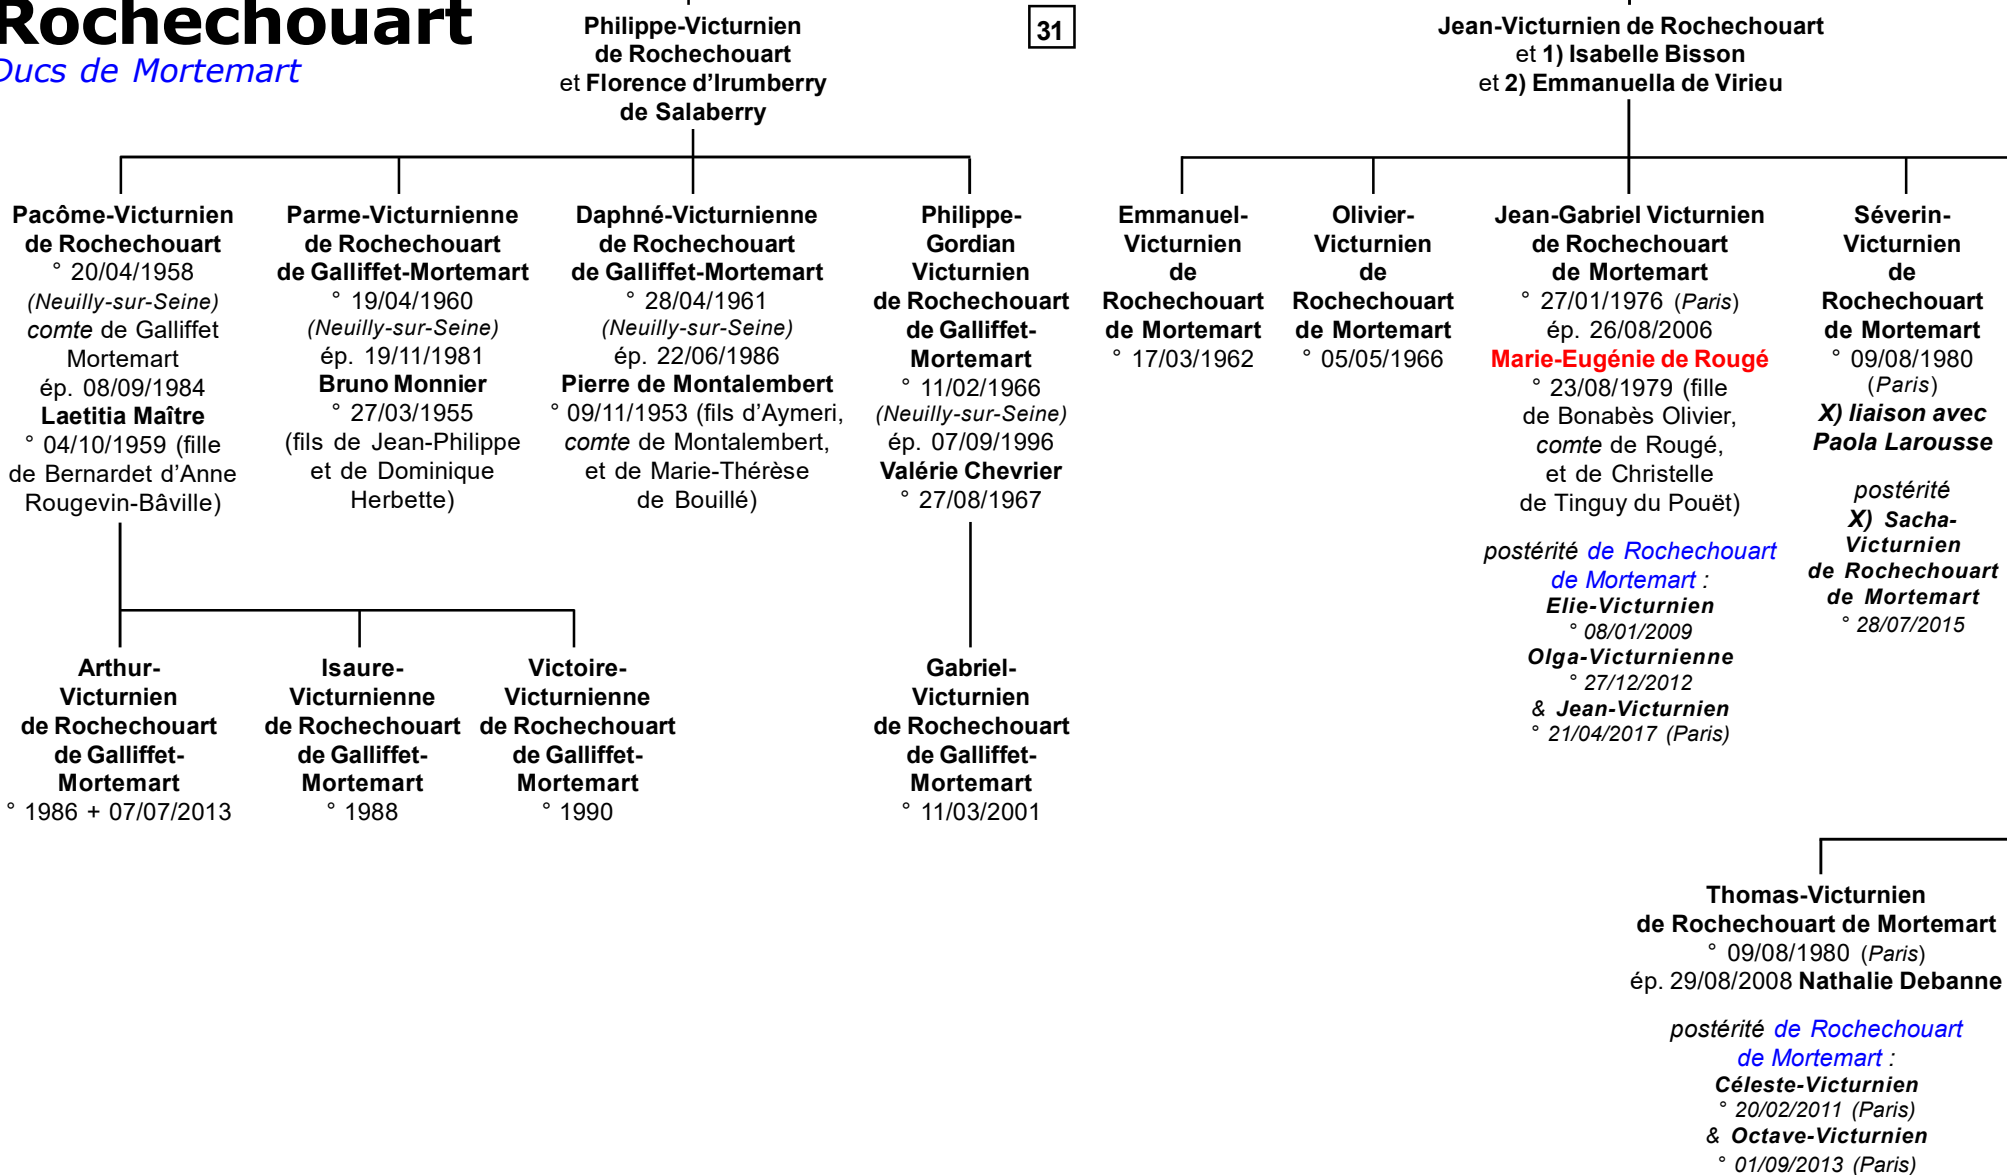 Rochechouart
Ducs de Mortemart
31
Philippe-Victurnien
de Rochechouart
et Florence d'Irumberry
de Salaberry
Jean-Victurnien de Rochechouart
et 1) Isabelle Bisson
et 2) Emmanuella de Virieu
Pacôme-Victurnien
de Rochechouart
° 20/04/1958
(Neuilly-sur-Seine)
comte de Galliffet
Mortemart
ép. 08/09/1984
Laetitia Maître
° 04/10/1959 (fille
de Bernardet d'Anne
Rougevin-Bâville)
Parme-Victurnienne
de Rochechouart
de Galliffet-Mortemart
° 19/04/1960
(Neuilly-sur-Seine)
ép. 19/11/1981
Bruno Monnier
° 27/03/1955
(fils de Jean-Philippe
et de Dominique
Herbette)
Daphné-Victurnienne
de Rochechouart
de Galliffet-Mortemart
° 28/04/1961
(Neuilly-sur-Seine)
ép. 22/06/1986
Pierre de Montalembert
° 09/11/1953 (fils d'Aymeri,
comte de Montalembert,
et de Marie-Thérèse
de Bouillé)
Philippe-
Gordian
Victurnien
de Rochechouart
de Galliffet-
Mortemart
° 11/02/1966
(Neuilly-sur-Seine)
ép. 07/09/1996
Valérie Chevrier
° 27/08/1967
Emmanuel-
Victurnien
de
Rochechouart
de Mortemart
° 17/03/1962
Olivier-
Victurnien
de
Rochechouart
de Mortemart
° 05/05/1966
Jean-Gabriel Victurnien
de Rochechouart
de Mortemart
° 27/01/1976 (Paris)
ép. 26/08/2006
Marie-Eugénie de Rougé
° 23/08/1979 (fille
de Bonabès Olivier,
comte de Rougé,
et de Christelle
de Tinguy du Pouët)
postérité de Rochechouart
de Mortemart :
Elie-Victurnien
° 08/01/2009
Olga-Victurnienne
° 27/12/2012
& Jean-Victurnien
° 21/04/2017 (Paris)
Séverin-
Victurnien
de
Rochechouart
de Mortemart
° 09/08/1980
(Paris)
X) liaison avec
Paola Larousse
postérité
X) Sacha-
Victurnien
de Rochechouart
de Mortemart
° 28/07/2015
Arthur-
Victurnien
de Rochechouart
de Galliffet-
Mortemart
° 1986 + 07/07/2013
Isaure-
Victurnienne
de Rochechouart
de Galliffet-
Mortemart
° 1988
Victoire-
Victurnienne
de Rochechouart
de Galliffet-
Mortemart
° 1990
Gabriel-
Victurnien
de Rochechouart
de Galliffet-
Mortemart
° 11/03/2001
Thomas-Victurnien
de Rochechouart de Mortemart
° 09/08/1980 (Paris)
ép. 29/08/2008 Nathalie Debanne
postérité de Rochechouart
de Mortemart :
Céleste-Victurnien
° 20/02/2011 (Paris)
& Octave-Victurnien
° 01/09/2013 (Paris)